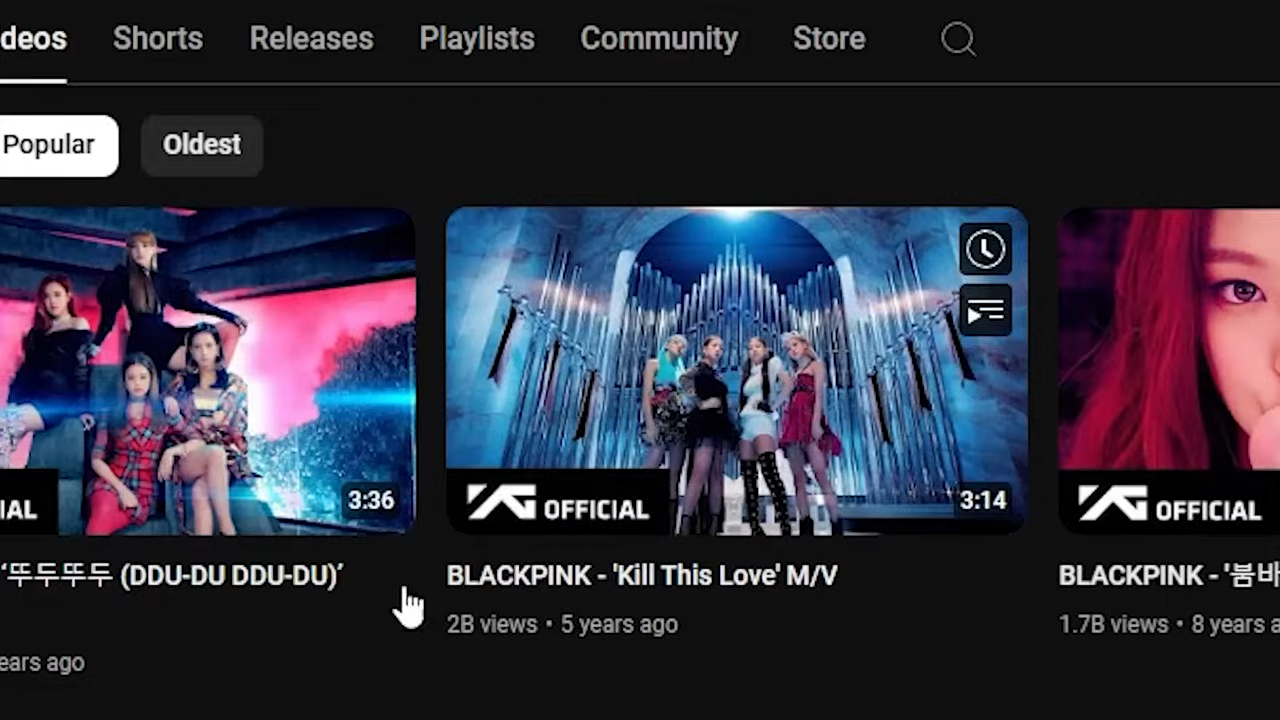 deos Shorts Releases Playlists Community Store
Popular Oldest
IAL 3:36
YG OFFICIAL 3:14
YG OFFICIAL
‘뚜두뚜두 (DDU-DU DDU-DU)’
BLACKPINK - 'Kill This Love' M/V
BLACKPINK - '붐바
2B views • 5 years ago
1.7B views • 8 years a
ears ago